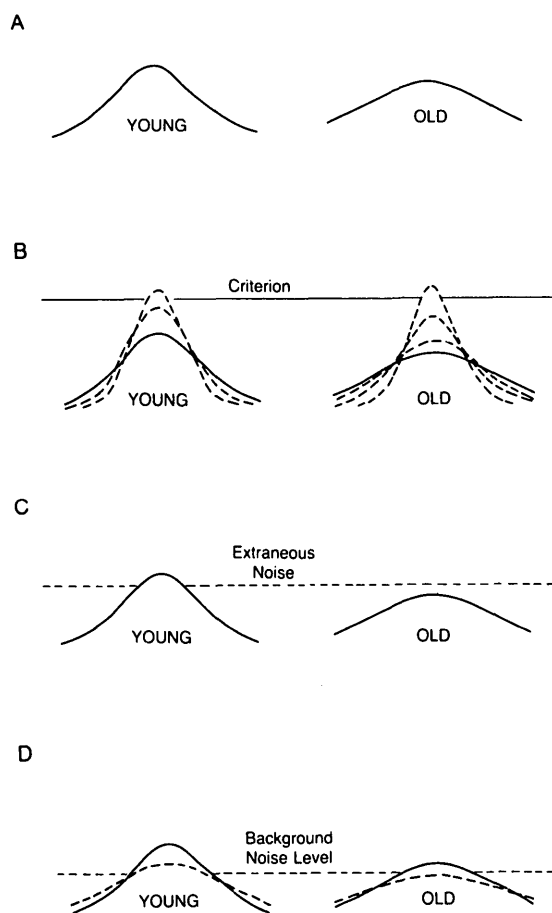 A
YOUNG
OLD
B
Criterion
YOUNG
OLD
C
Extraneous
Noise
YOUNG
OLD
D
Background
Noise Level
YOUNG
OLD